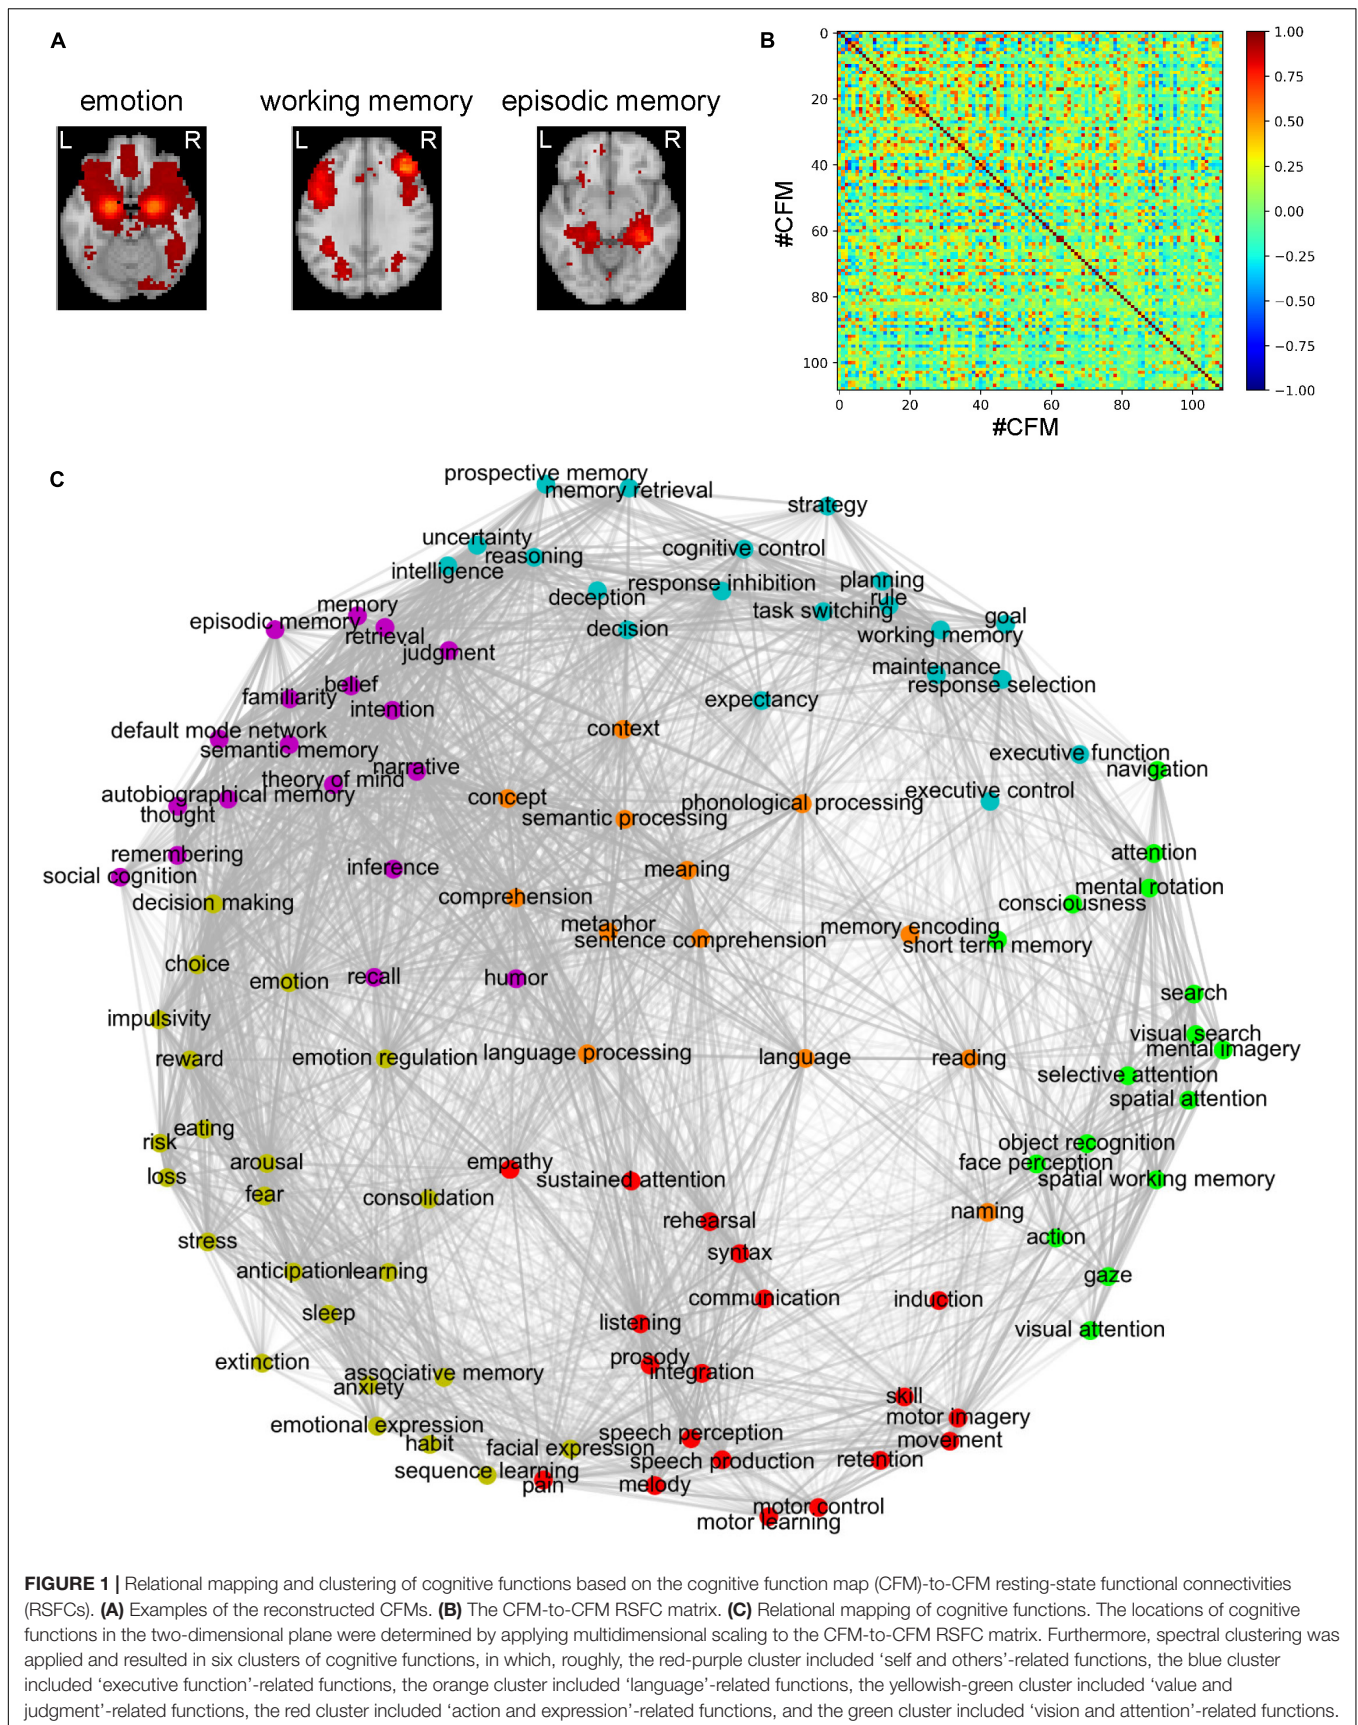 A
emotion
working memory
episodic memory
L
R
L
R
L
R
B
0
20
40
60
80
100
#CFM
0
20
40
60
80
100
#CFM
1.00
0.75
0.50
0.25
0.00
−0.25
−0.50
−0.75
−1.00
C
prospective memory
memory retrieval
strategy
uncertainty
reasoning
cognitive control
intelligence
response inhibition
planning
deception
rule
task switching
memory
episodic memory
goal
retrieval
decision
working memory
judgment
maintenance
belief
response selection
familiarity
intention
expectancy
default mode network
context
semantic memory
executive function
narrative
navigation
theory of mind
executive control
autobiographical memory
concept
phonological processing
thought
semantic processing
remembering
attention
inference
meaning
social cognition
mental rotation
comprehension
decision making
consciousness
metaphor
memory encoding
sentence comprehension
short term memory
choice
emotion
recall
humor
search
impulsivity
visual search
mental imagery
reward
emotion regulation
language processing
language
reading
selective attention
spatial attention
eating
risk
object recognition
arousal
empathy
face perception
loss
sustained attention
spatial working memory
fear
consolidation
naming
rehearsal
stress
syntax
action
anticipation
learning
gaze
communication
induction
sleep
listening
visual attention
extinction
prosody
associative memory
integration
anxiety
skill
emotional expression
motor imagery
habit
speech perception
movement
facial expression
speech production
retention
sequence learning
pain
melody
motor control
motor learning
FIGURE 1 | Relational mapping and clustering of cognitive functions based on the cognitive function map (CFM)-to-CFM resting-state functional connectivities
(RSFCs). (A) Examples of the reconstructed CFMs. (B) The CFM-to-CFM RSFC matrix. (C) Relational mapping of cognitive functions. The locations of cognitive
functions in the two-dimensional plane were determined by applying multidimensional scaling to the CFM-to-CFM RSFC matrix. Furthermore, spectral clustering was
applied and resulted in six clusters of cognitive functions, in which, roughly, the red-purple cluster included ‘self and others’-related functions, the blue cluster
included ‘executive function’-related functions, the orange cluster included ‘language’-related functions, the yellowish-green cluster included ‘value and
judgment’-related functions, the red cluster included ‘action and expression’-related functions, and the green cluster included ‘vision and attention’-related functions.